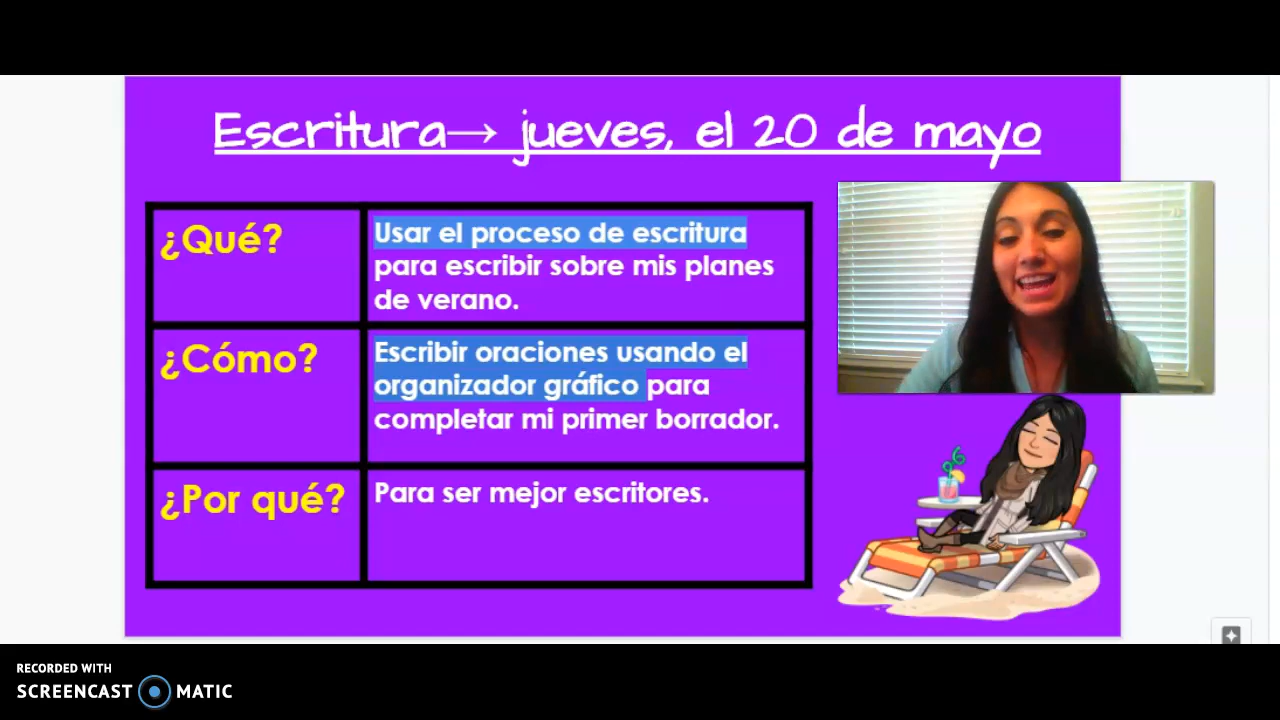 Escritura→ jueves, el 20 de mayo
¿Qué?
Usar el proceso de escritura
para escribir sobre mis planes
de verano.
¿Cómo?
Escribir oraciones usando el
organizador gráfico para
completar mi primer borrador.
¿Por qué?
Para ser mejor escritores.
RECORDED WITH
SCREENCAST MATIC